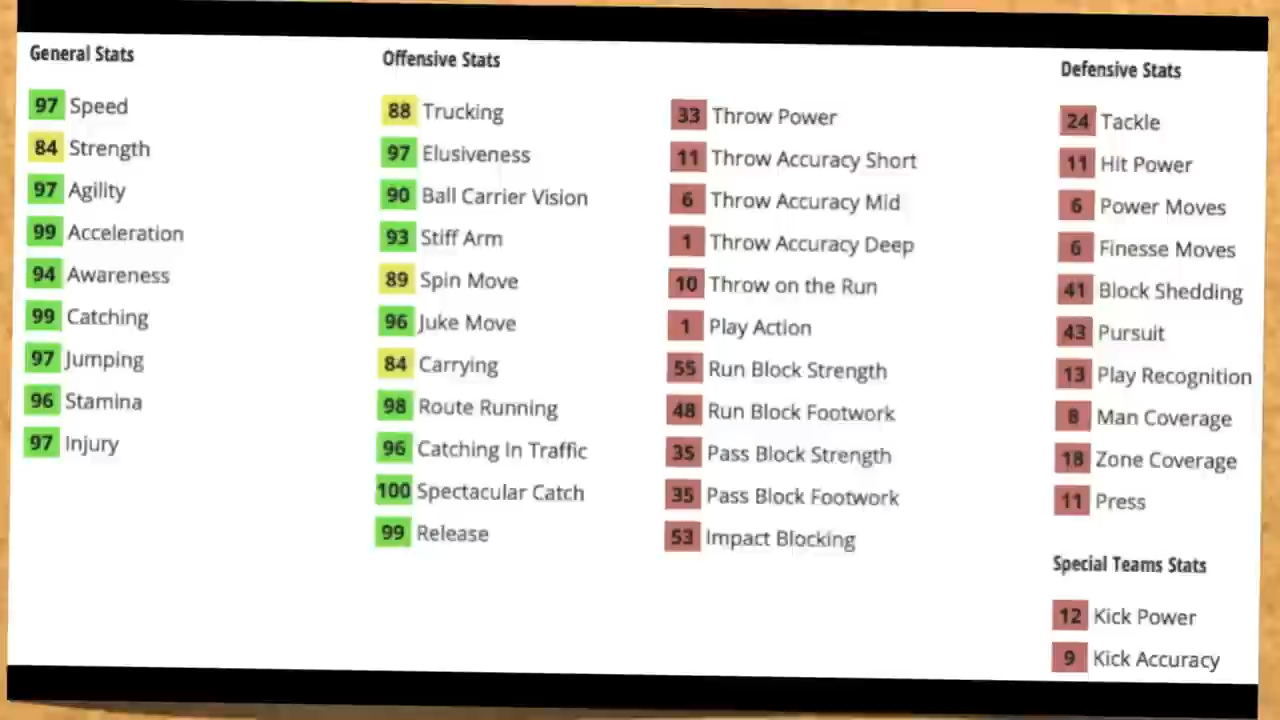 General Stats
97 Speed
84 Strength
97 Agility
99 Acceleration
94 Awareness
99 Catching
97 Jumping
96 Stamina
97 Injury
Offensive Stats
88 Trucking
97 Elusiveness
90 Ball Carrier Vision
93 Stiff Arm
89 Spin Move
96 Juke Move
84 Carrying
98 Route Running
96 Catching In Traffic
100 Spectacular Catch
99 Release
33 Throw Power
11 Throw Accuracy Short
6 Throw Accuracy Mid
1 Throw Accuracy Deep
10 Throw on the Run
1 Play Action
55 Run Block Strength
48 Run Block Footwork
35 Pass Block Strength
35 Pass Block Footwork
53 Impact Blocking
Defensive Stats
24 Tackle
11 Hit Power
6 Power Moves
6 Finesse Moves
41 Block Shedding
43 Pursuit
13 Play Recognition
8 Man Coverage
18 Zone Coverage
11 Press
Special Teams Stats
12 Kick Power
9 Kick Accuracy